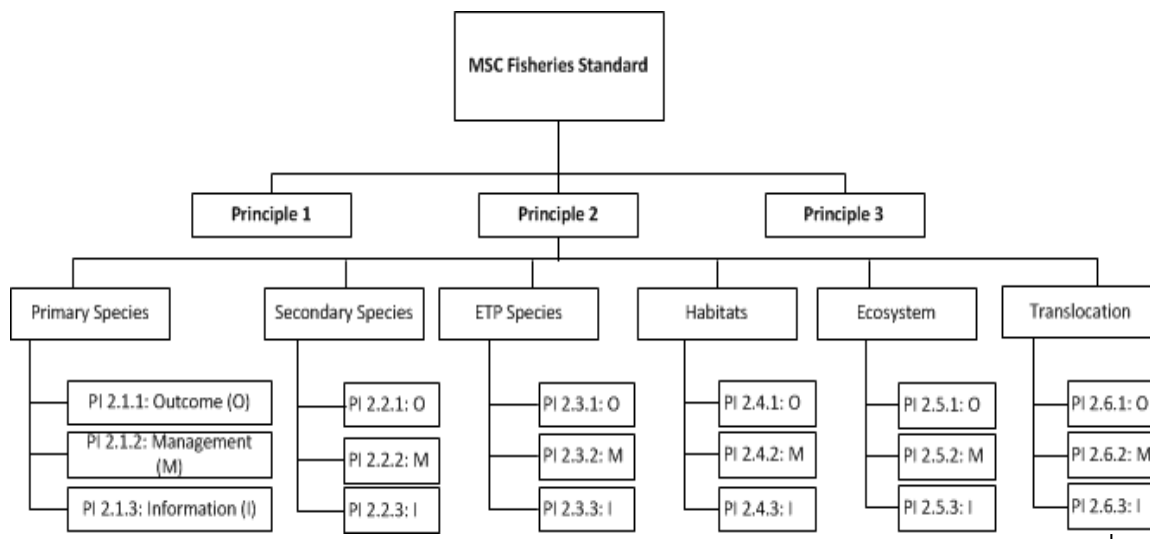 MSC Fisheries Standard
Principle 1
Principle 2
Principle 3
Primary Species
Secondary Species
ETP Species
Habitats
Ecosystem
Translocation
PI 2.1.1: Outcome (O)
PI 2.1.2: Management
(M)
PI 2.1.3: Information (I)
PI 2.2.1: O
PI 2.2.2: M
PI 2.2.3: I
PI 2.3.1: O
PI 2.3.2: M
PI 2.3.3: I
PI 2.4.1: O
PI 2.4.2: M
PI 2.4.3: I
PI 2.5.1: O
PI 2.5.2: M
PI 2.5.3: I
PI 2.6.1: O
PI 2.6.2: M
PI 2.6.3: I